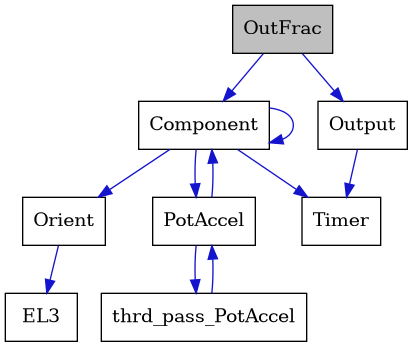 OutFrac
Component
Output
Orient
PotAccel
Timer
EL3
thrd_pass_PotAccel